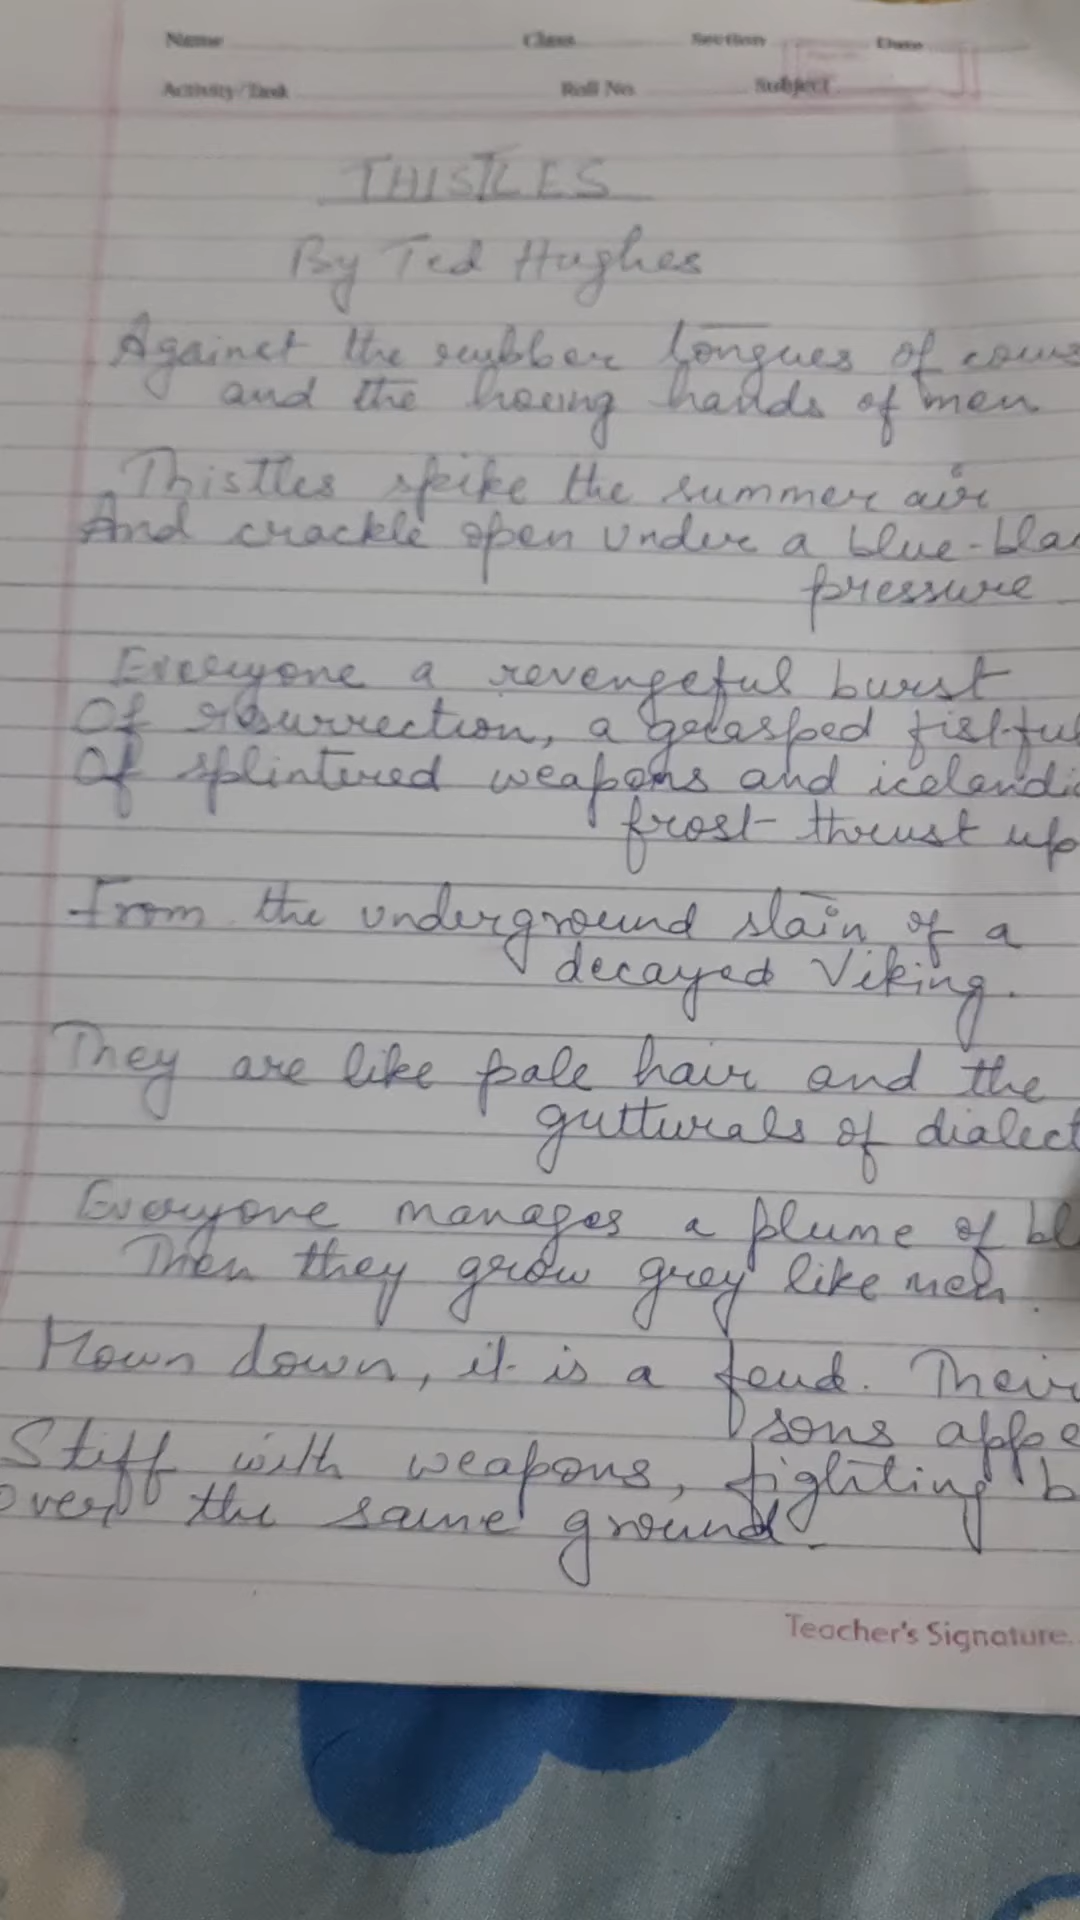 Name Class Section Date
Activity/Task Roll No. Subject
THISTLES
By Ted Hughes
Against the rubber tongues of cows
and the hoeing hands of men
Thistles spike the summer air
And crackle open under a blue-blac
pressure
Everyone a revengeful burst
Of resurrection, a grasped fistful
Of splintered weapons and icelandic
frost thrust up
From the underground stain of a
decayed Viking.
They are like pale hair and the
gutturals of dialect
Everyone manages a plume of bl
Then they grow grey like men.
Mown down, it is a feud. Their
sons appe
Stiff with weapons, fighting b
over the same ground.
Teacher's Signature